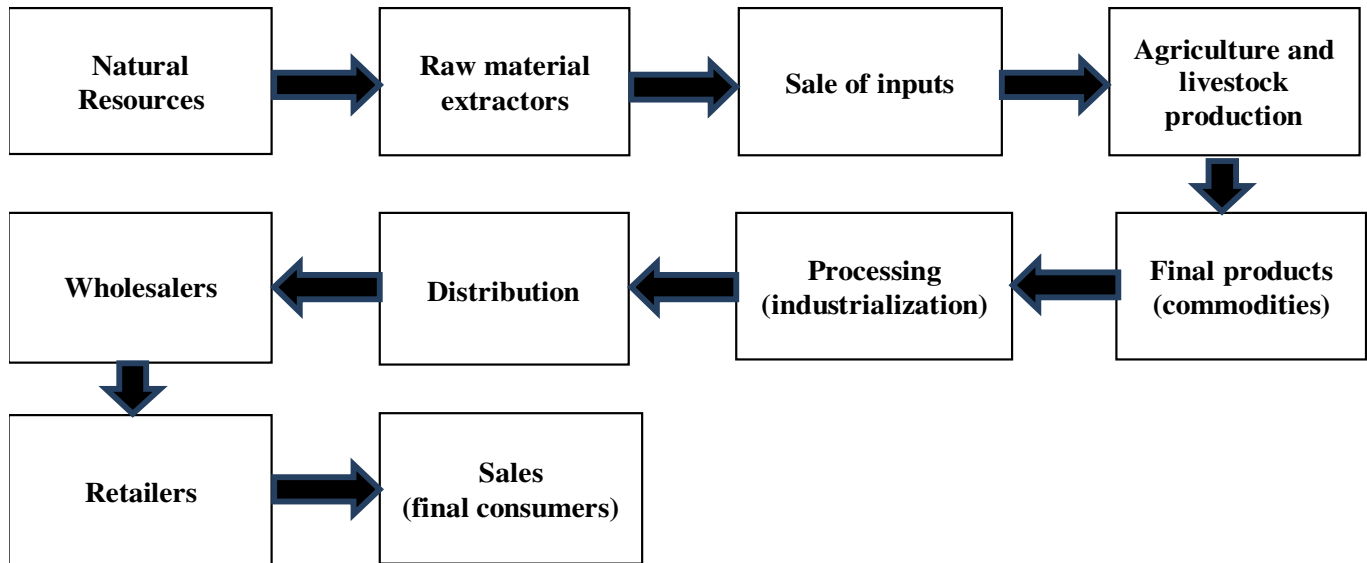 Natural
Resources
Raw material
extractors
Sale of inputs
Agriculture and
livestock
production
Final products
(commodities)
Processing
(industrialization)
Distribution
Wholesalers
Retailers
Sales
(final consumers)